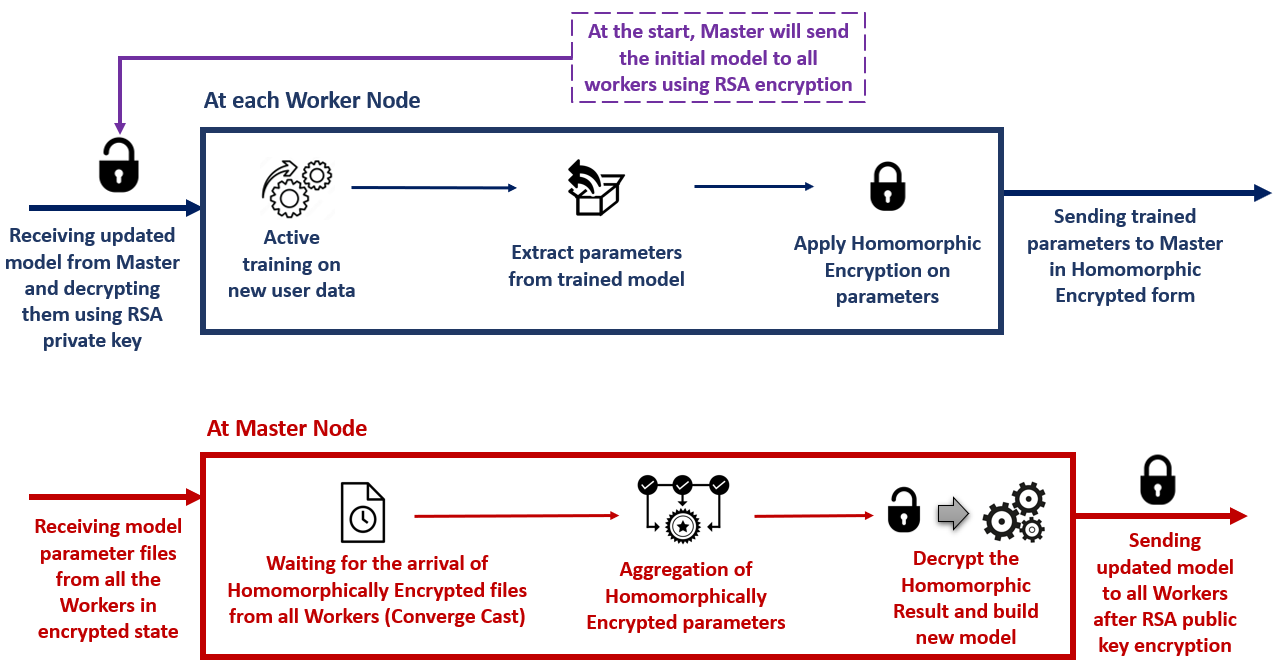 At the start, Master will send
the initial model to all
workers using RSA encryption
At each Worker Node
Receiving updated
model from Master
and decrypting
them using RSA
private key
Active
training on
new user data
Extract parameters
from trained model
Apply Homomorphic
Encryption on
parameters
Sending trained
parameters to Master
in Homomorphic
Encrypted form
At Master Node
Receiving model
parameter files
from all the
Workers in
encrypted state
Waiting for the arrival of
Homomorphically Encrypted files
from all Workers (Converge Cast)
Aggregation of
Homomorphically
Encrypted parameters
Decrypt the
Homomorphic
Result and build
new model
Sending
updated model
to all Workers
after RSA public
key encryption